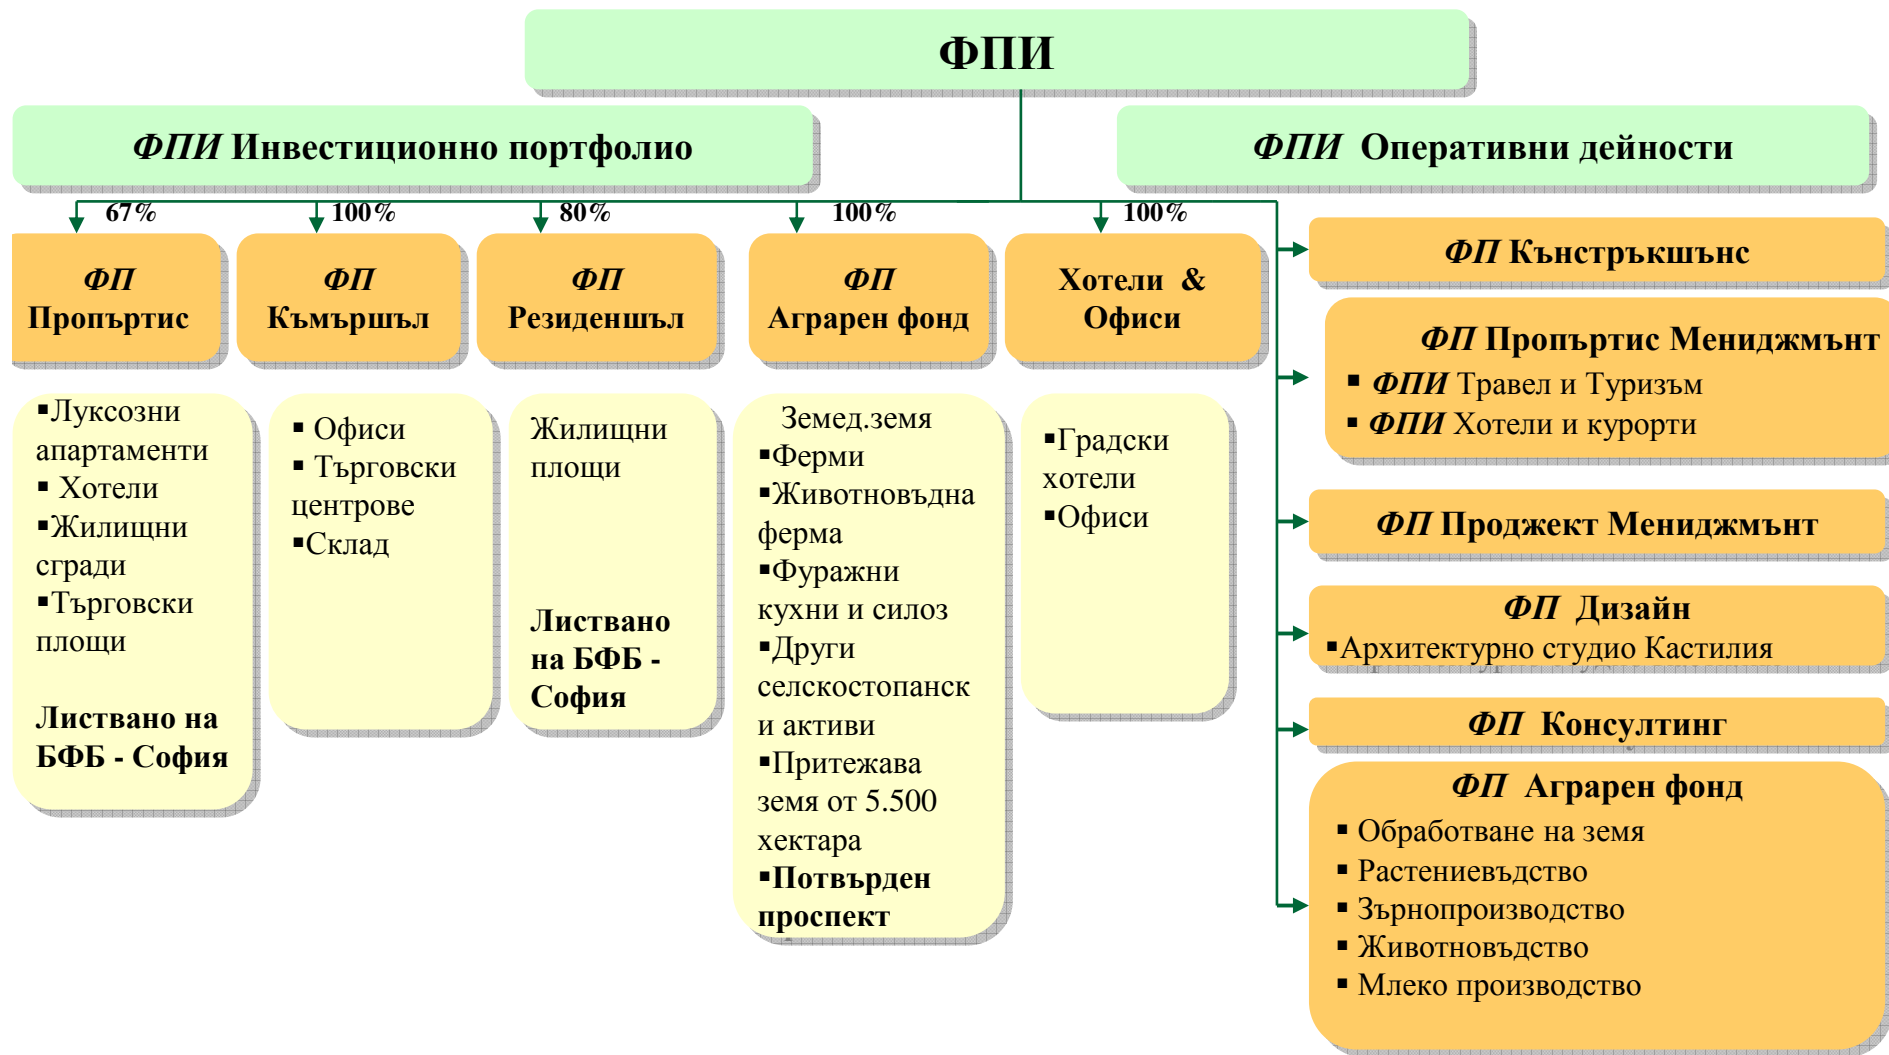 ФПИ
ФПИ Инвестиционно портфолио
ФПИ Оперативни дейности
67%
100%
80%
100%
100%
ФП
Пропъртис
ФП
Къмършъл
ФП
Резиденшъл
ФП
Аграрен фонд
Хотели &
Офиси
▪Луксозни
апартаменти
▪ Хотели
▪Жилищни
сгради
▪Търговски
площи
Листвано на
БФБ - София
▪ Офиси
▪ Търговски
центрове
▪Склад
Жилищни
площи
Листвано
на БФБ -
София
Земед.земя
▪Ферми
▪Животновъдна
ферма
▪Фуражни
кухни и силоз
▪Други
селскостопанск
и активи
▪Притежава
земя от 5.500
хектара
▪Потвърден
проспект
▪Градски
хотели
▪Офиси
ФП Кънстръкшънс
ФП Пропъртис Мениджмънт
▪ ФПИ Травел и Туризъм
▪ ФПИ Хотели и курорти
ФП Проджект Мениджмънт
ФП Дизайн
▪Архитектурно студио Кастилия
ФП Консултинг
ФП Аграрен фонд
▪ Обработване на земя
▪ Растениевъдство
▪ Зърнопроизводство
▪ Животновъдство
▪ Млеко производство